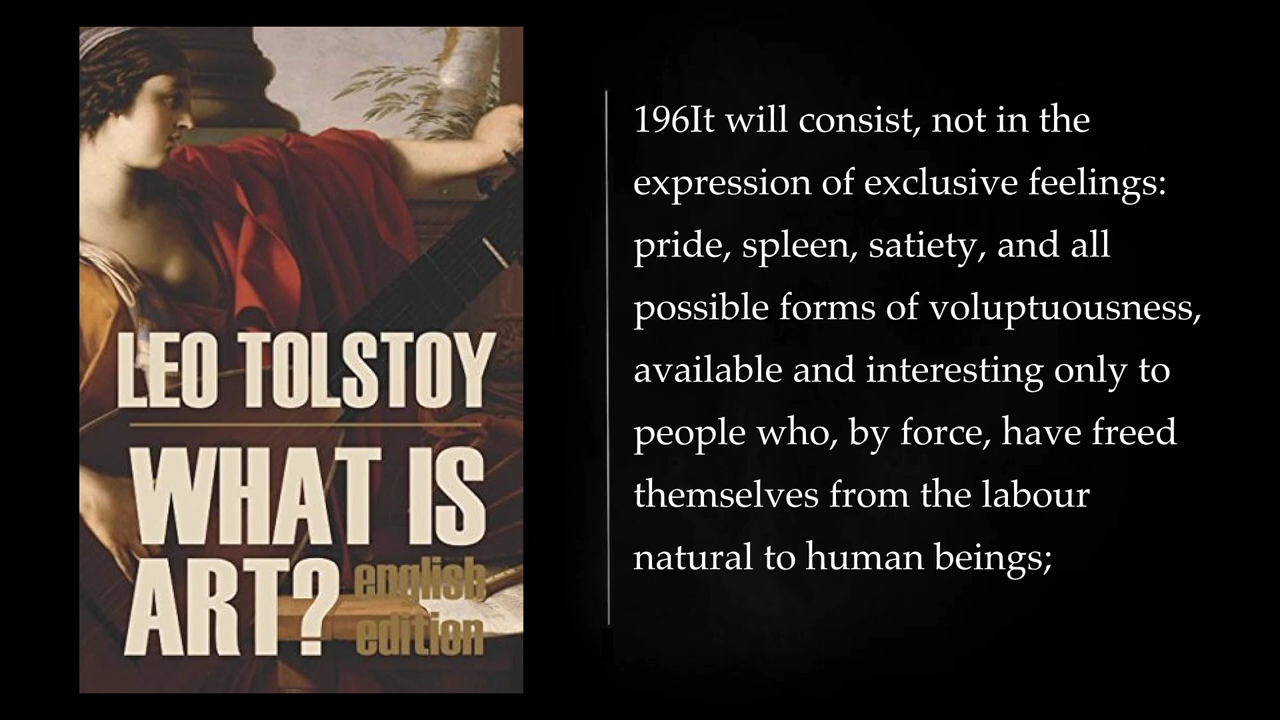 LEO TOLSTOY
WHAT IS
ART?
english
edition
196It will consist, not in the
expression of exclusive feelings:
pride, spleen, satiety, and all
possible forms of voluptuousness,
available and interesting only to
people who, by force, have freed
themselves from the labour
natural to human beings;